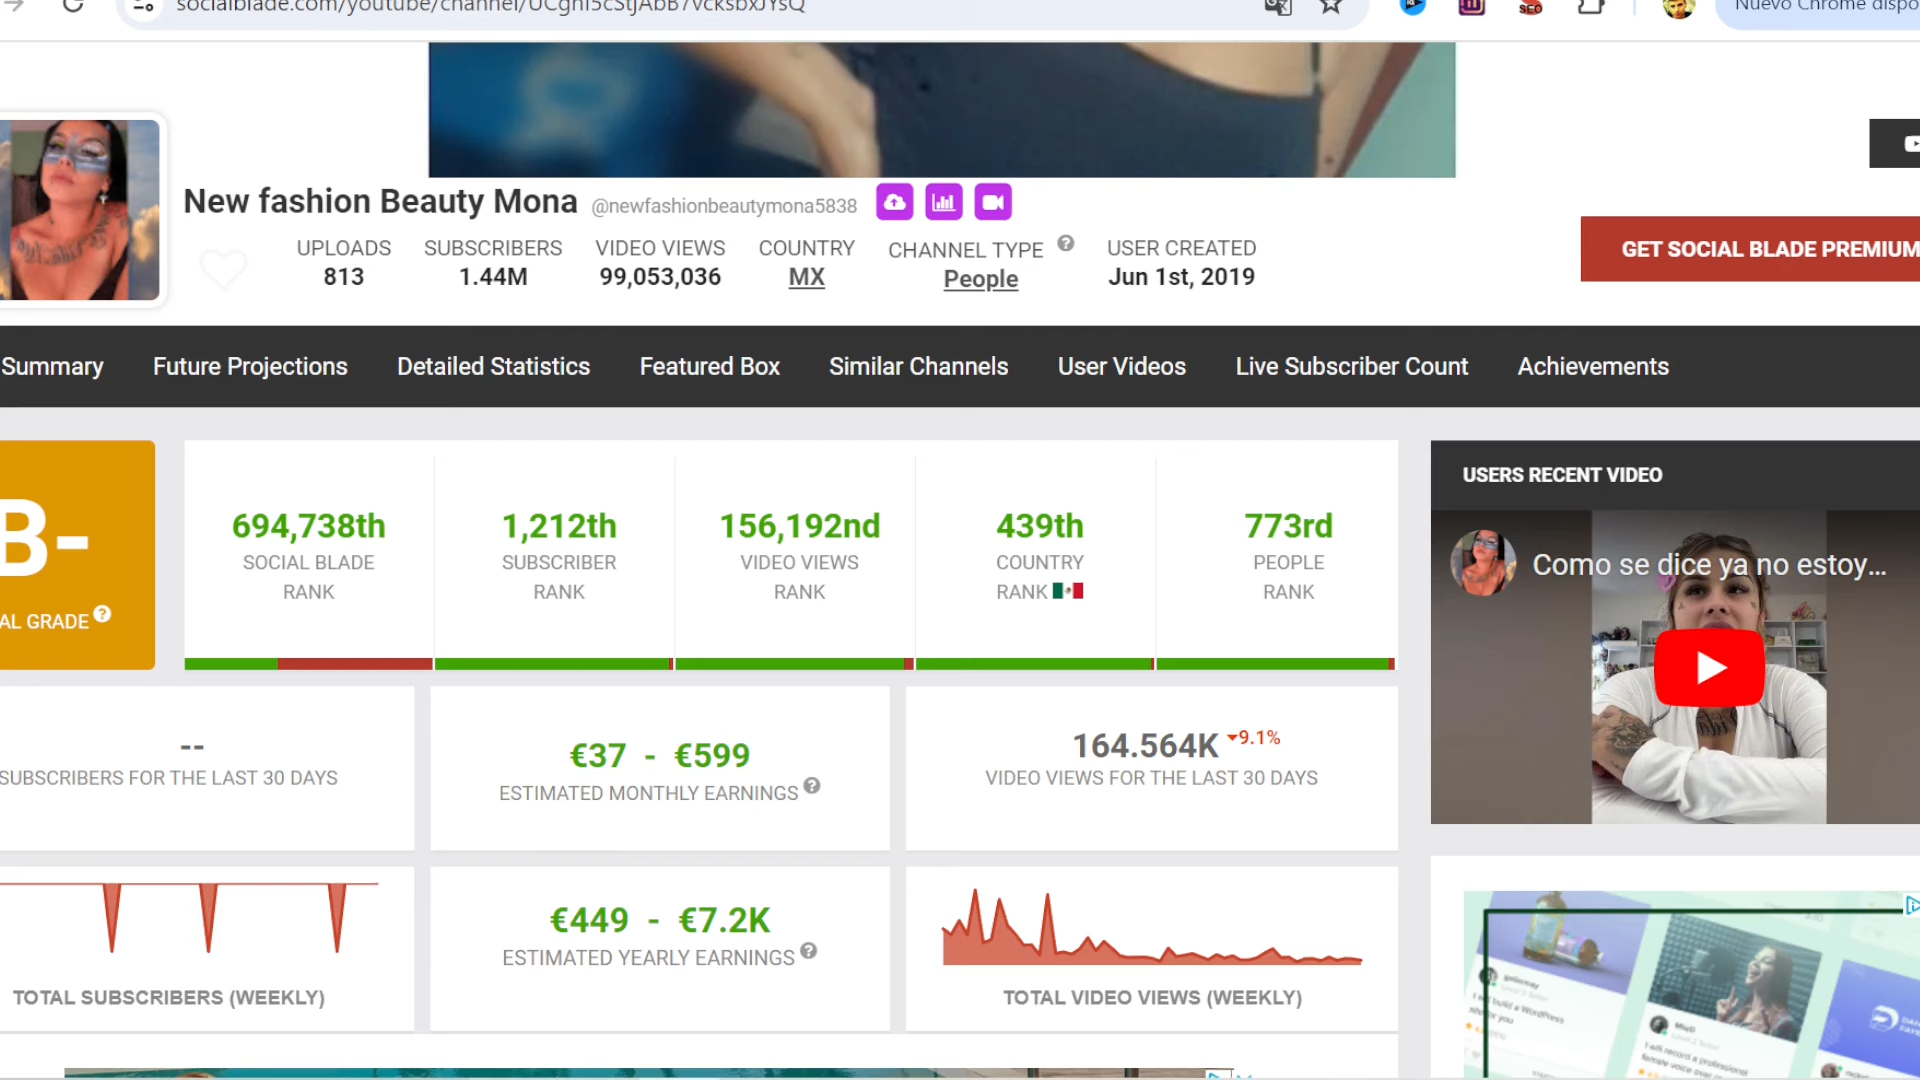 Nuevo Chrome dispo
New fashion Beauty Mona @newfashionbeautymona5838
UPLOADS SUBSCRIBERS VIDEO VIEWS COUNTRY CHANNEL TYPE USER CREATED
813 1.44M 99,053,036 MX People Jun 1st, 2019
GET SOCIAL BLADE PREMIUM
Summary Future Projections Detailed Statistics Featured Box Similar Channels User Videos Live Subscriber Count Achievements
B-
AL GRADE
694,738th
SOCIAL BLADE
RANK
1,212th
SUBSCRIBER
RANK
156,192nd
VIDEO VIEWS
RANK
439th
COUNTRY
RANK
773rd
PEOPLE
RANK
USERS RECENT VIDEO
Como se dice ya no estoy...
--
SUBSCRIBERS FOR THE LAST 30 DAYS
€37 - €599
ESTIMATED MONTHLY EARNINGS
164.564K 9.1%
VIDEO VIEWS FOR THE LAST 30 DAYS
TOTAL SUBSCRIBERS (WEEKLY)
€449 - €7.2K
ESTIMATED YEARLY EARNINGS
TOTAL VIDEO VIEWS (WEEKLY)